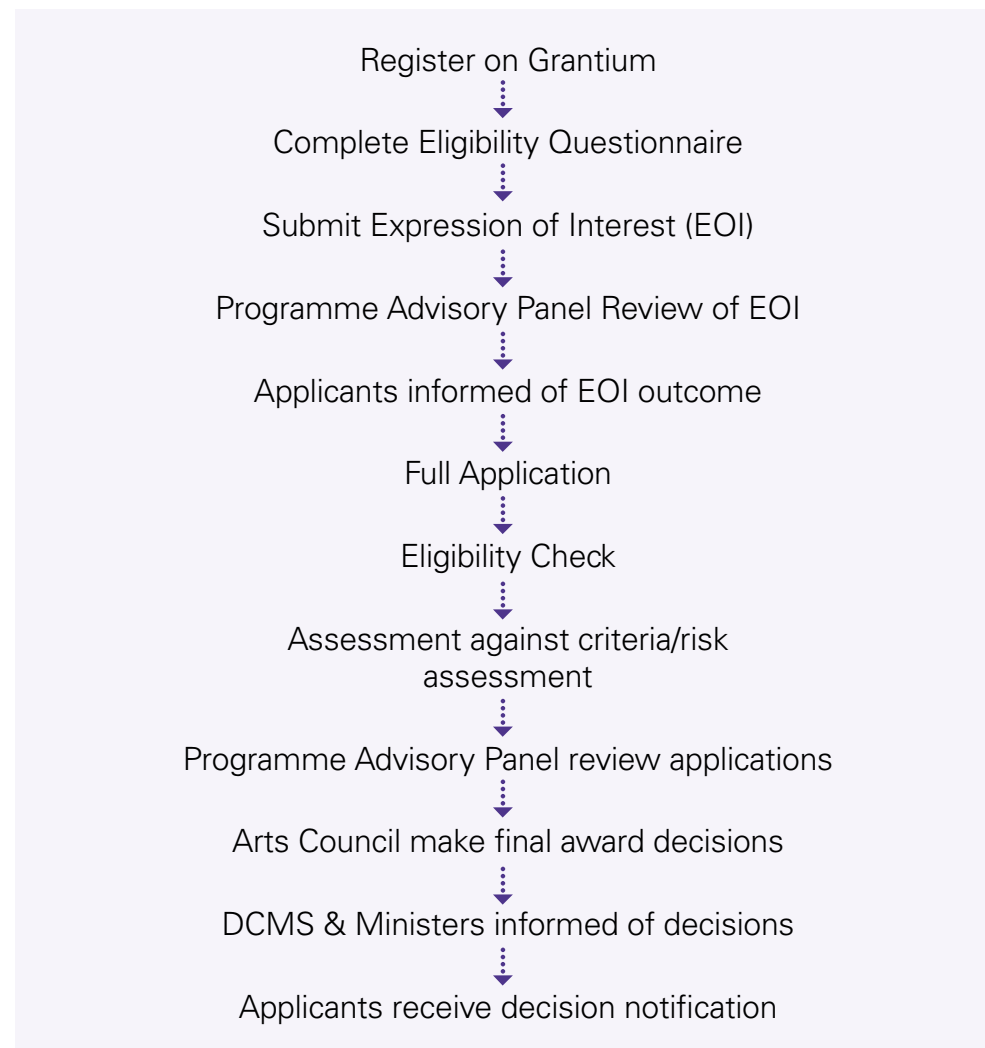 Register on Grantium
Complete Eligibility Questionnaire
Submit Expression of Interest (EOI)
Programme Advisory Panel Review of EOI
Applicants informed of EOI outcome
Full Application
Eligibility Check
Assessment against criteria/risk
assessment
Programme Advisory Panel review applications
Arts Council make final award decisions
DCMS & Ministers informed of decisions
Applicants receive decision notification